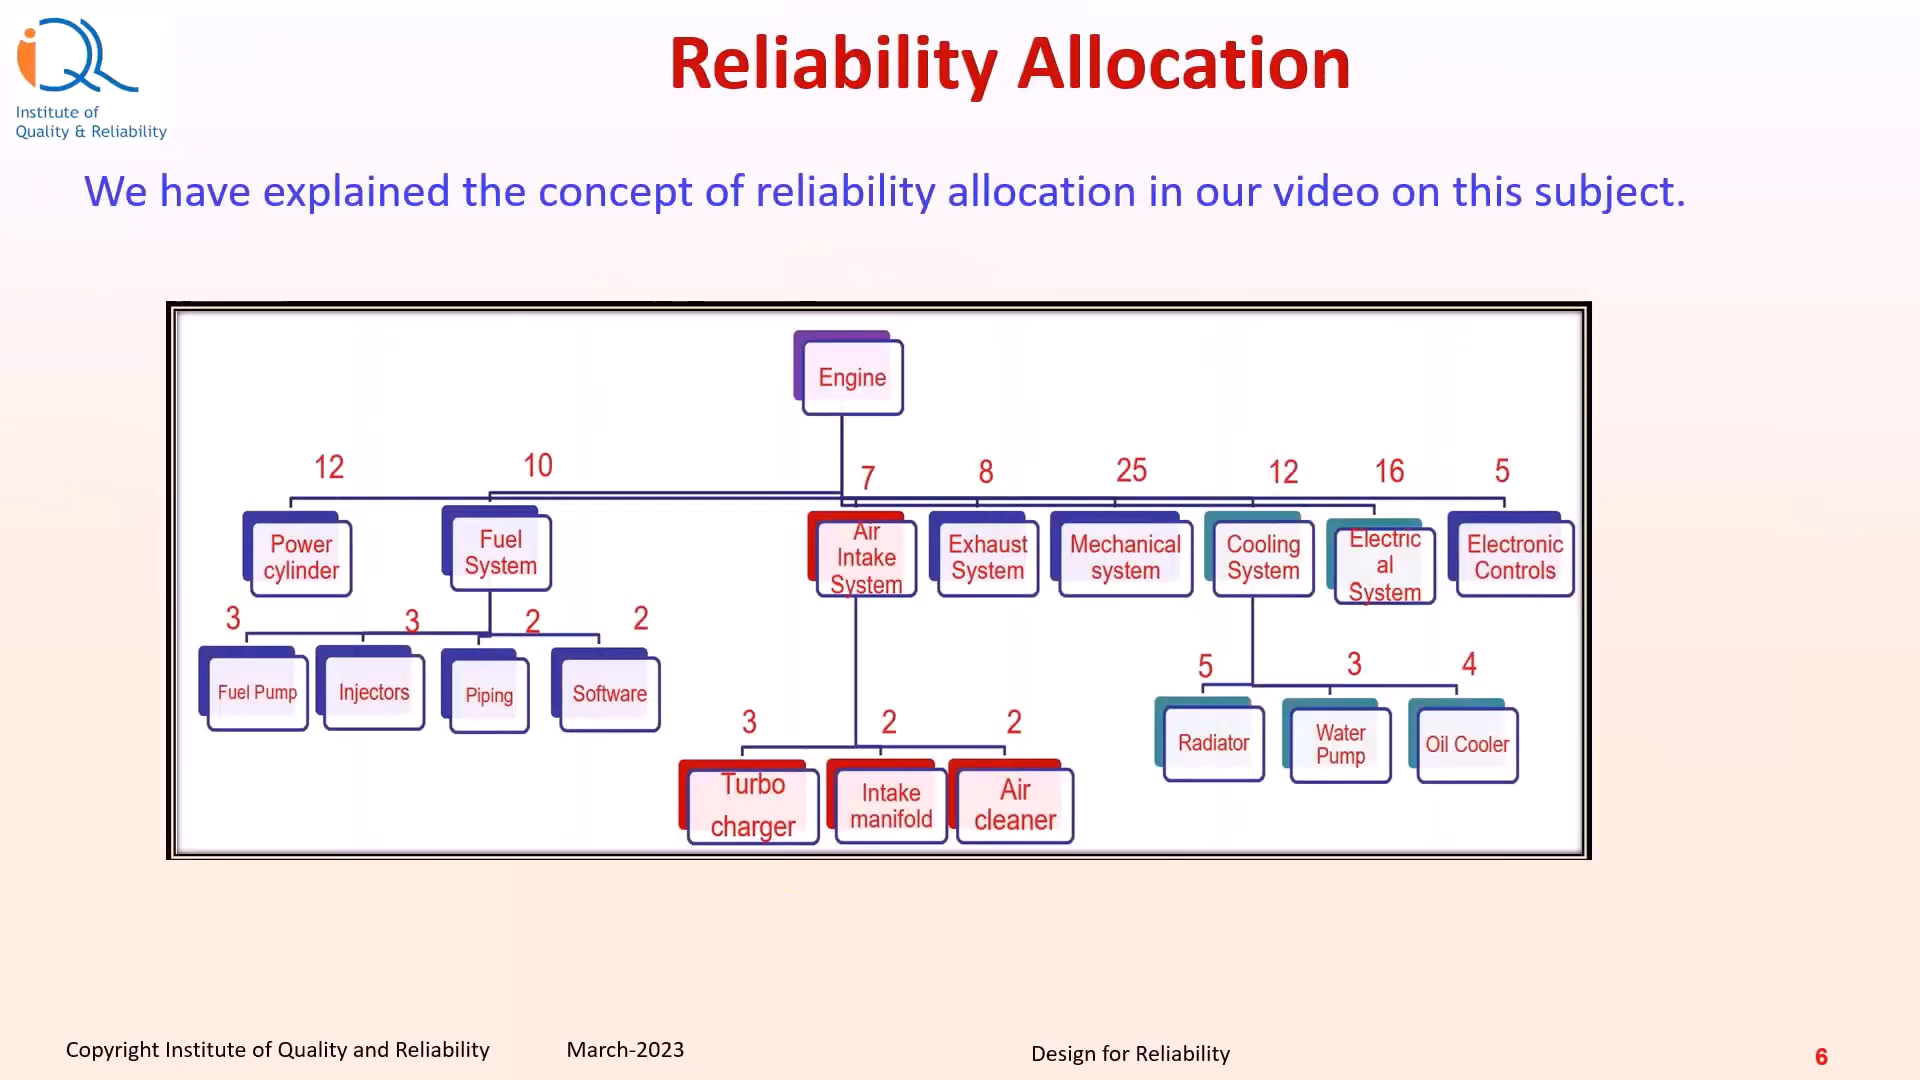 Reliability Allocation
Institute of
Quality & Reliability
We have explained the concept of reliability allocation in our video on this subject.
Engine
12
10
7
8
25
12
16
5
Power
cylinder
Fuel
System
Air
Intake
System
Exhaust
System
Mechanical
system
Cooling
System
Electric
al
System
Electronic
Controls
3
3
2
2
Fuel Pump
Injectors
Piping
Software
3
2
2
Turbo
charger
Intake
manifold
Air
cleaner
5
3
4
Radiator
Water
Pump
Oil Cooler
Copyright Institute of Quality and Reliability
March-2023
Design for Reliability
6